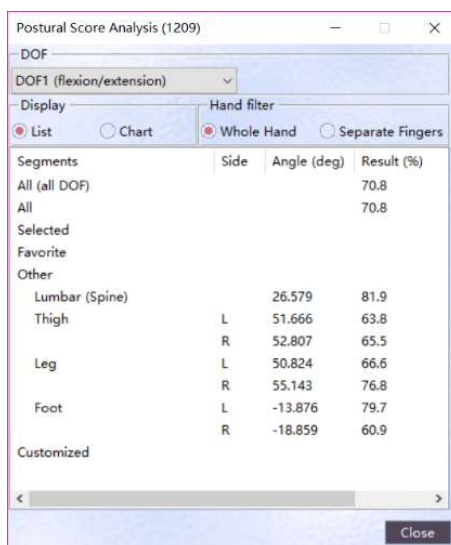 Postural Score Analysis (1209)
DOF
DOF1 (flexion/extension)
Display
Hand filter
List Chart
Whole Hand Separate Fingers
Segments Side Angle (deg) Result (%)
All (all DOF) 70.8
All 70.8
Selected
Favorite
Other
Lumbar (Spine) 26.579 81.9
Thigh L 51.666 63.8
R 52.807 65.5
Leg L 50.824 66.6
R 55.143 76.8
Foot L -13.876 79.7
R -18.859 60.9
Customized
Close